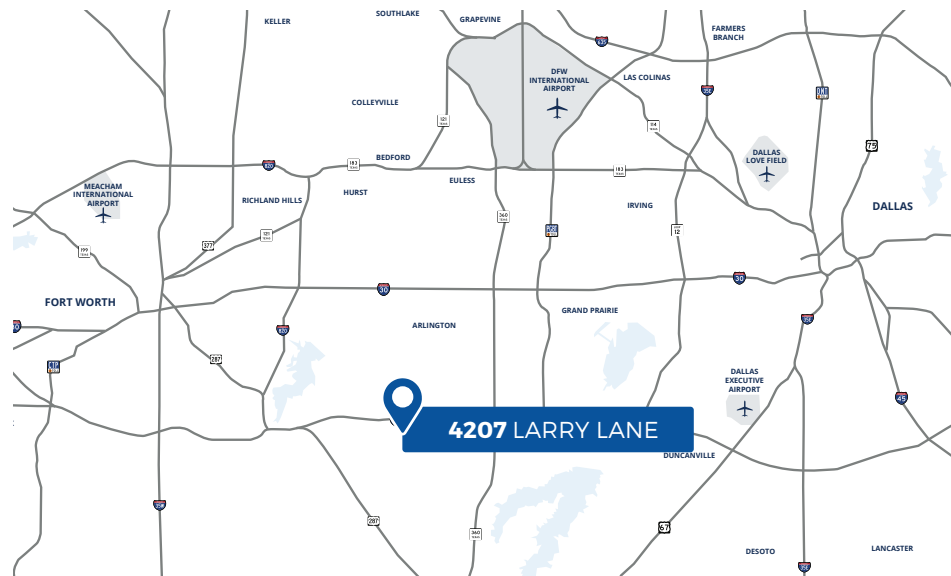 KELLER
SOUTHLAKE
GRAPEVINE
FARMERS
BRANCH
635
DFW
INTERNATIONAL
AIRPORT
LAS COLINAS
COLLEYVILLE
121
114
75
BEDFORD
183
820
183
EULESS
HURST
RICHLAND HILLS
MEACHAM
INTERNATIONAL
AIRPORT
DALLAS
LOVE FIELD
DALLAS
IRVING
360
12
121
377
199
30
30
FORT WORTH
ARLINGTON
GRAND PRAIRIE
820
287
DALLAS
EXECUTIVE
AIRPORT
45
4207 LARRY LANE
DUNCANVILLE
287
360
67
DESOTO
LANCASTER